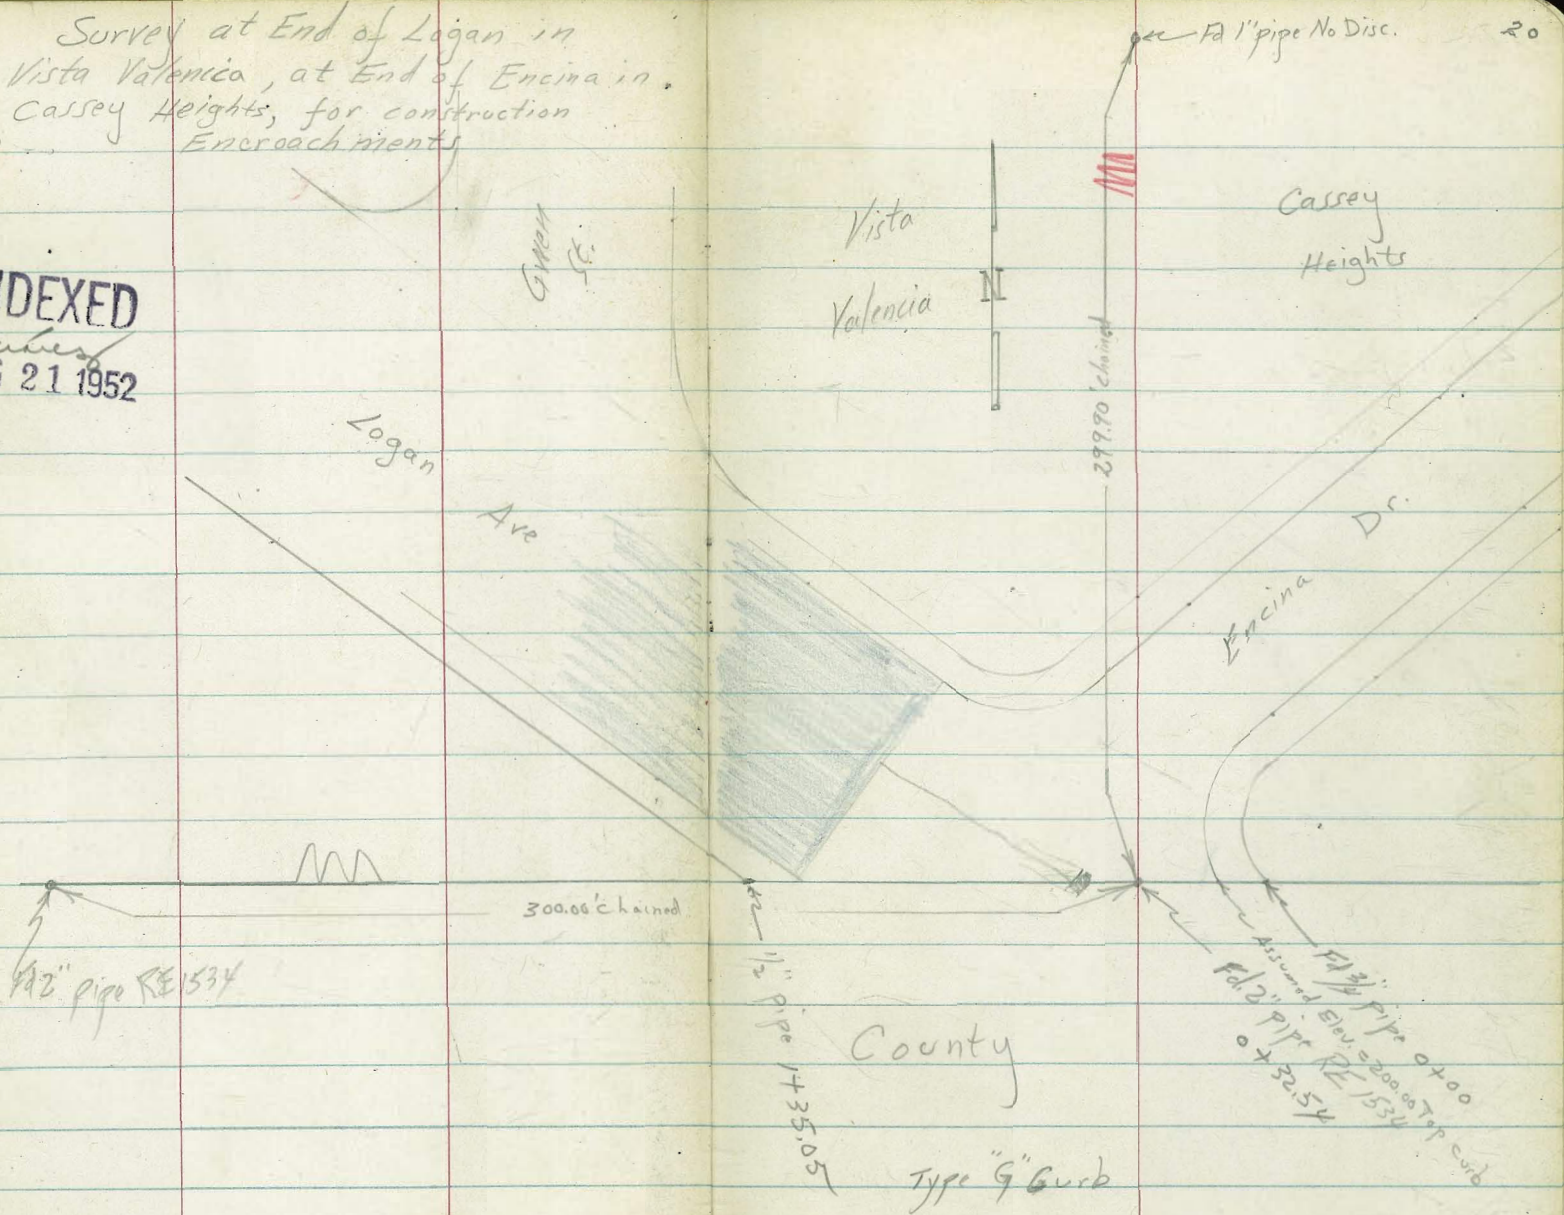 Survey at End of Logan in
Vista Valencia, at End of Encina in
Cassey Heights, for construction
Encroachments
Fd 1" pipe No Disc.
20
Vista
Valencia
N
Cassey
Heights
St.
NDEXED
21 1952
299.90' chained
Logan
Ave
Encina
Dr.
300.00' chained
Fd 2" pipe RE 1534
1/2" pipe 1+35.05
Fd 3/4" pipe 0+00
Assumed Elev. = 200.00 Top curb
Fd. 2" pipe RE 1534
0+32.54
County
Type "G" Curb